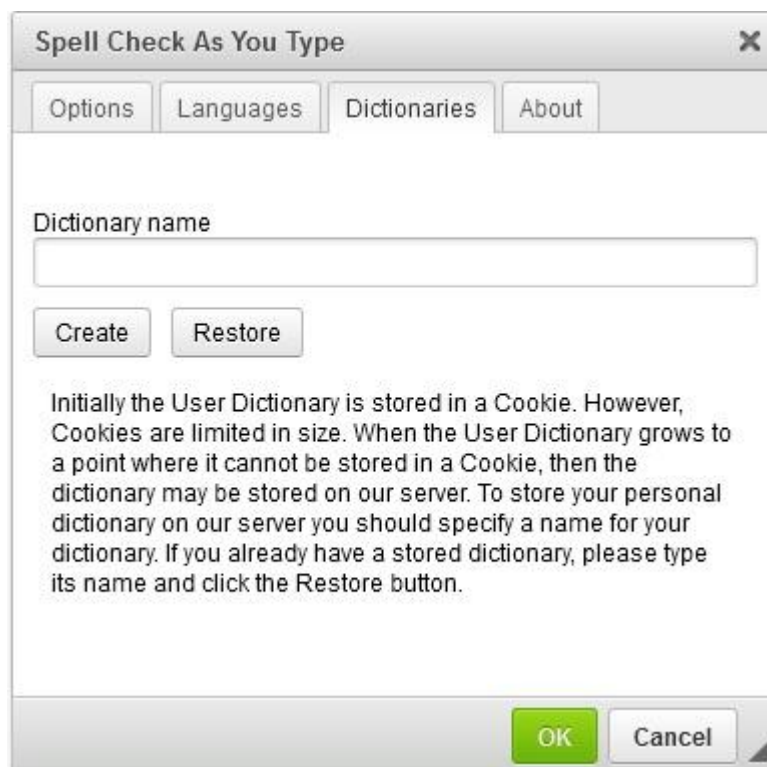 Spell Check As You Type
Options Languages Dictionaries About
Dictionary name
Create Restore
Initially the User Dictionary is stored in a Cookie. However,
Cookies are limited in size. When the User Dictionary grows to
a point where it cannot be stored in a Cookie, then the
dictionary may be stored on our server. To store your personal
dictionary on our server you should specify a name for your
dictionary. If you already have a stored dictionary, please type
its name and click the Restore button.
OK Cancel